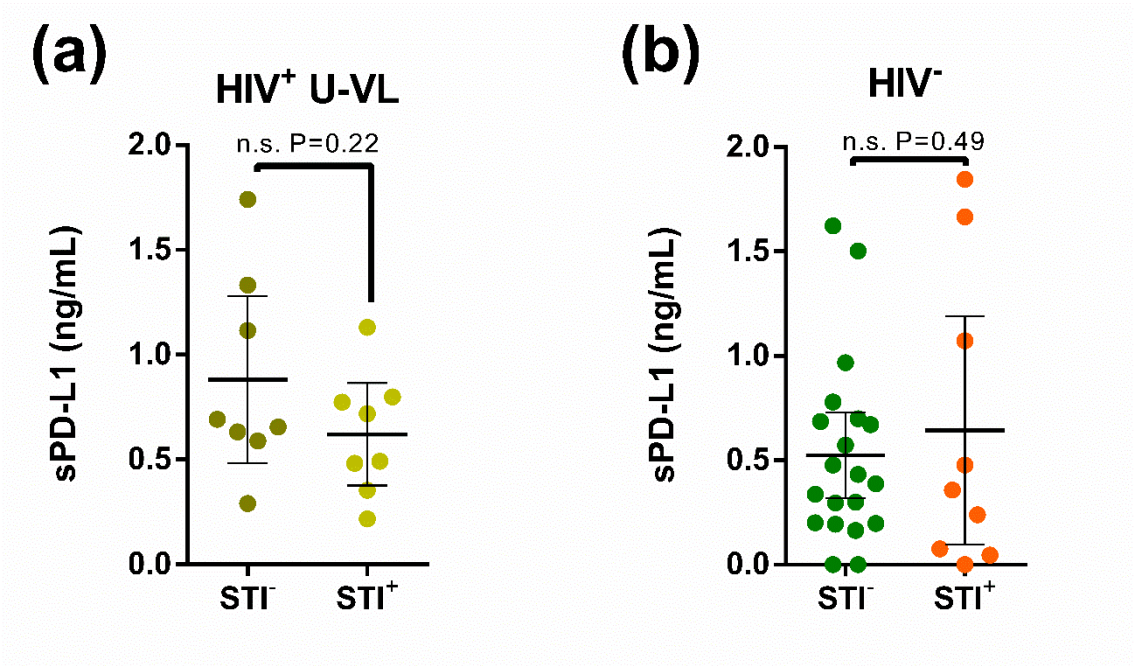 (a)
HIV⁺ U-VL
n.s. P=0.22
2.0
1.5
1.0
0.5
0.0
sPD-L1 (ng/mL)
STI⁻
STI⁺
(b)
HIV⁻
n.s. P=0.49
2.0
1.5
1.0
0.5
0.0
sPD-L1 (ng/mL)
STI⁻
STI⁺